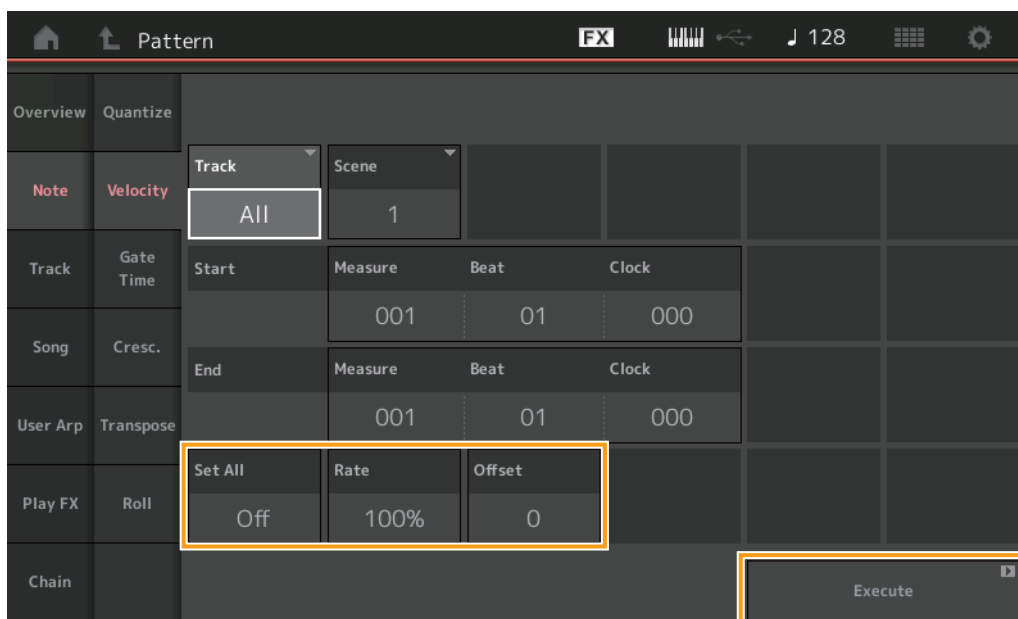 Pattern FX 128
Overview Quantize
Track Scene
Note Velocity
All 1
Track Gate Time Start Measure Beat Clock
001 01 000
Song Cresc.
End Measure Beat Clock
001 01 000
User Arp Transpose
Set All Rate Offset
Play FX Roll
Off 100% 0
Chain Execute